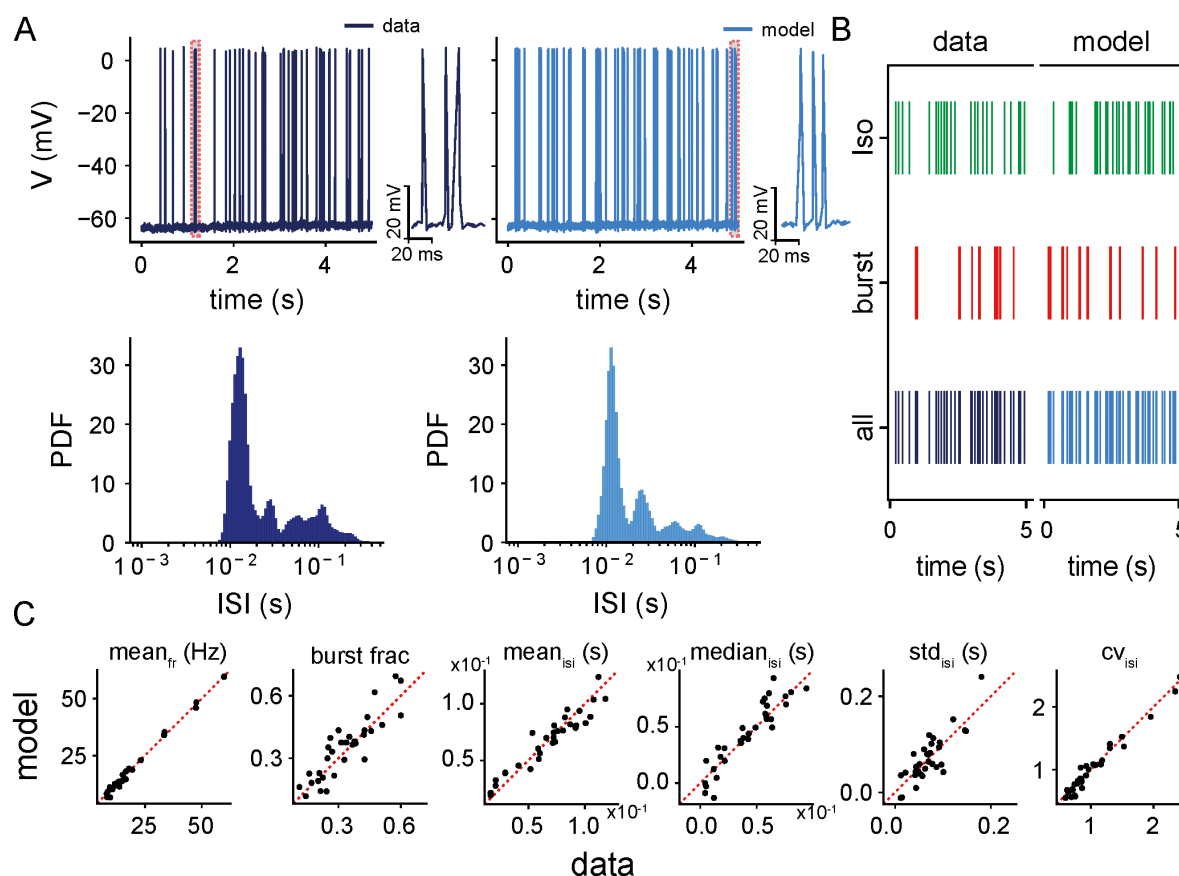 A
data
model
V (mV)
0
−20
−40
−60
0 2 4
time (s)
20 mV
20 ms
0 2 4
time (s)
20 mV
20 ms
B
data model
Iso
burst
all
0 5 0 5
time (s) time (s)
PDF
30
20
10
0
10⁻³ 10⁻² 10⁻¹
ISI (s)
PDF
30
20
10
0
10⁻³ 10⁻² 10⁻¹
ISI (s)
C
model
mean_fr (Hz)
50
25
25 50
burst frac
0.6
0.3
0.3 0.6
mean_isi (s)
x10⁻¹
1.0
0.5
0.5 1.0
x10⁻¹
median_isi (s)
x10⁻¹
0.5
0.0
0.0 0.5
x10⁻¹
std_isi (s)
0.2
0.0
0.0 0.2
cv_isi
2
1
1 2
data